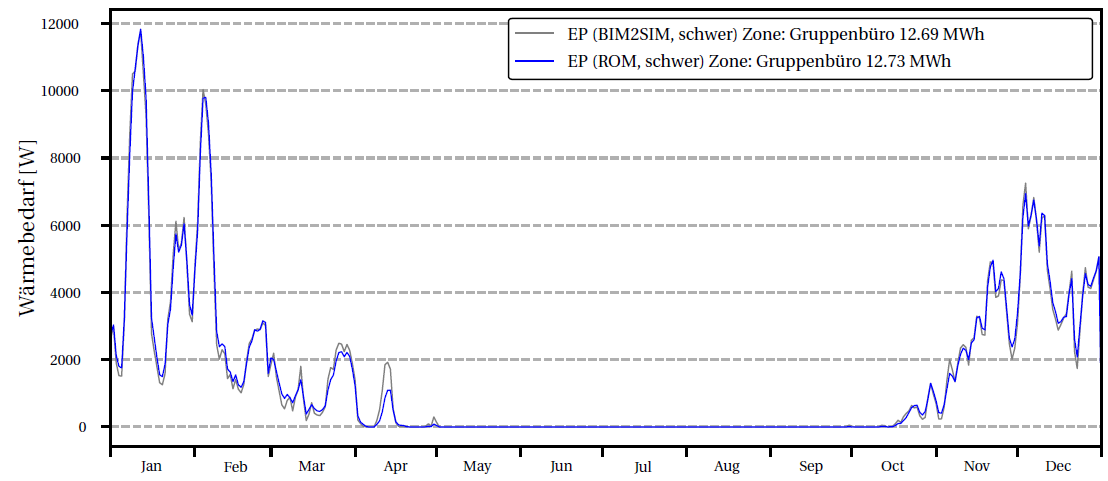 12000
EP (BIM2SIM, schwer) Zone: Gruppenbüro 12.69 MWh
EP (ROM, schwer) Zone: Gruppenbüro 12.73 MWh
10000
8000
6000
4000
2000
0
Wärmebedarf [W]
Jan Feb Mar Apr May Jun Jul Aug Sep Oct Nov Dec